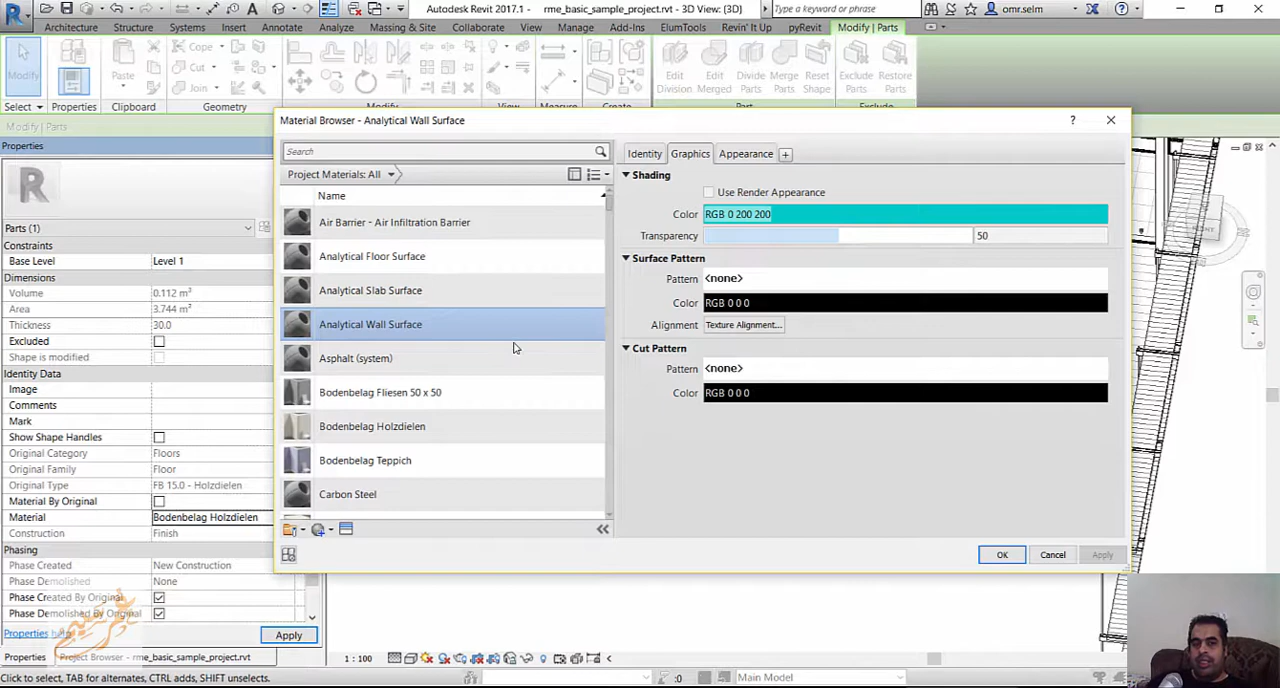 Autodesk Revit 2017.1 - rme_basic_sample_project.rvt - 3D View: {3D}
Type a keyword or phrase
omr.selm
Architecture Structure Systems Insert Annotate Analyze Massing & Site Collaborate View Manage Add-Ins ElumTools Revin' It Up pyRevit Modify | Parts
Modify
Paste
Cope
Cut
Join
Edit Division
Edit Merged
Divide Parts
Merge Parts
Reset Shape
Exclude Parts
Restore Parts
Select Properties Clipboard Geometry Modify View Measure Create Part Exclude
Modify | Parts
Properties
Parts (1)
Constraints
Base Level Level 1
Dimensions
Volume 0.112 m³
Area 3.744 m²
Thickness 30.0
Excluded
Shape is modified
Identity Data
Image
Comments
Mark
Show Shape Handles
Original Category Floors
Original Family Floor
Original Type FB 15.0 - Holzdielen
Material By Original
Material Bodenbelag Holzdielen
Construction Finish
Phasing
Phase Created New Construction
Phase Demolished None
Phase Created By Original
Phase Demolished By Original
Properties help
Apply
Properties Project Browser - rme_basic_sample_project.rvt
Material Browser - Analytical Wall Surface
?
Search
Project Materials: All
Name
Air Barrier - Air Infiltration Barrier
Analytical Floor Surface
Analytical Slab Surface
Analytical Wall Surface
Asphalt (system)
Bodenbelag Fliesen 50 x 50
Bodenbelag Holzdielen
Bodenbelag Teppich
Carbon Steel
Identity Graphics Appearance
Shading
Use Render Appearance
Color RGB 0 200 200
Transparency 50
Surface Pattern
Pattern <none>
Color RGB 0 0 0
Alignment Texture Alignment...
Cut Pattern
Pattern <none>
Color RGB 0 0 0
OK Cancel Apply
RIGHT
1 : 100
Click to select, TAB for alternates, CTRL adds, SHIFT unselects.
:0
Main Model